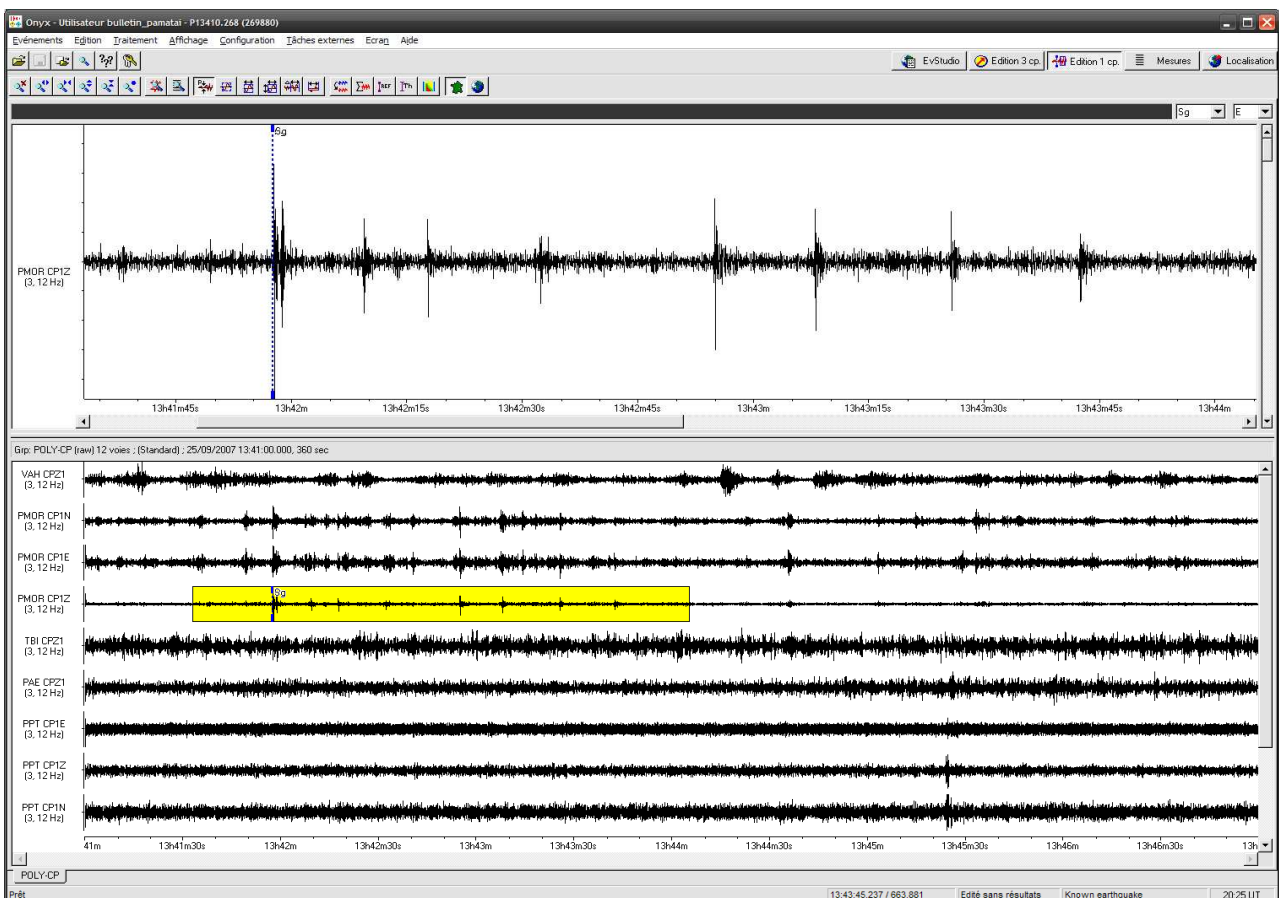 Onyx - Utilisateur bulletin_pamatai - P13410.268 (269880)
Evénements Edition Traitement Affichage Configuration Tâches externes Ecran Aide
EvStudio Edition 3 cp. Edition 1 cp. Mesures Localisation
Sg E
Sg
PMOR CP1Z
(3, 12 Hz)
13h41m45s 13h42m 13h42m15s 13h42m30s 13h42m45s 13h43m 13h43m15s 13h43m30s 13h43m45s 13h44m
Grp: POLY-CP (raw) 12 voies ; (Standard) ; 25/09/2007 13:41:00.000, 360 sec
VAH CPZ1
(3, 12 Hz)
PMOR CP1N
(3, 12 Hz)
PMOR CP1E
(3, 12 Hz)
PMOR CP1Z
(3, 12 Hz)
Sg
TBI CPZ1
(3, 12 Hz)
PAE CPZ1
(3, 12 Hz)
PPT CP1E
(3, 12 Hz)
PPT CP1Z
(3, 12 Hz)
PPT CP1N
(3, 12 Hz)
41m 13h41m30s 13h42m 13h42m30s 13h43m 13h43m30s 13h44m 13h44m30s 13h45m 13h45m30s 13h46m 13h46m30s 13h
POLY-CP
Prêt 13:43:45.237 / 663.881 Edité sans résultats Known earthquake 20:25 UT